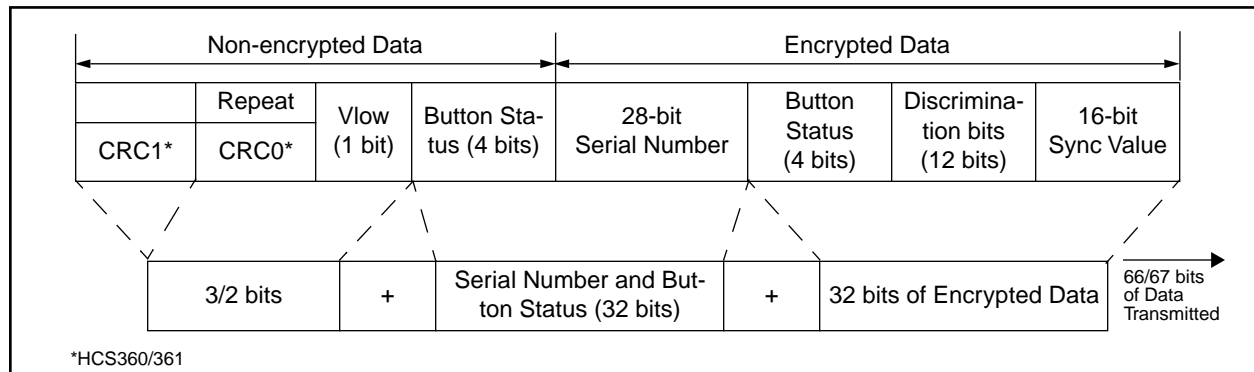 Non-encrypted Data
Encrypted Data
CRC1*
Repeat
CRC0*
Vlow
(1 bit)
Button Sta-
tus (4 bits)
28-bit
Serial Number
Button
Status
(4 bits)
Discrimina-
tion bits
(12 bits)
16-bit
Sync Value
3/2 bits
+
Serial Number and But-
ton Status (32 bits)
+
32 bits of Encrypted Data
66/67 bits
of Data
Transmitted
*HCS360/361